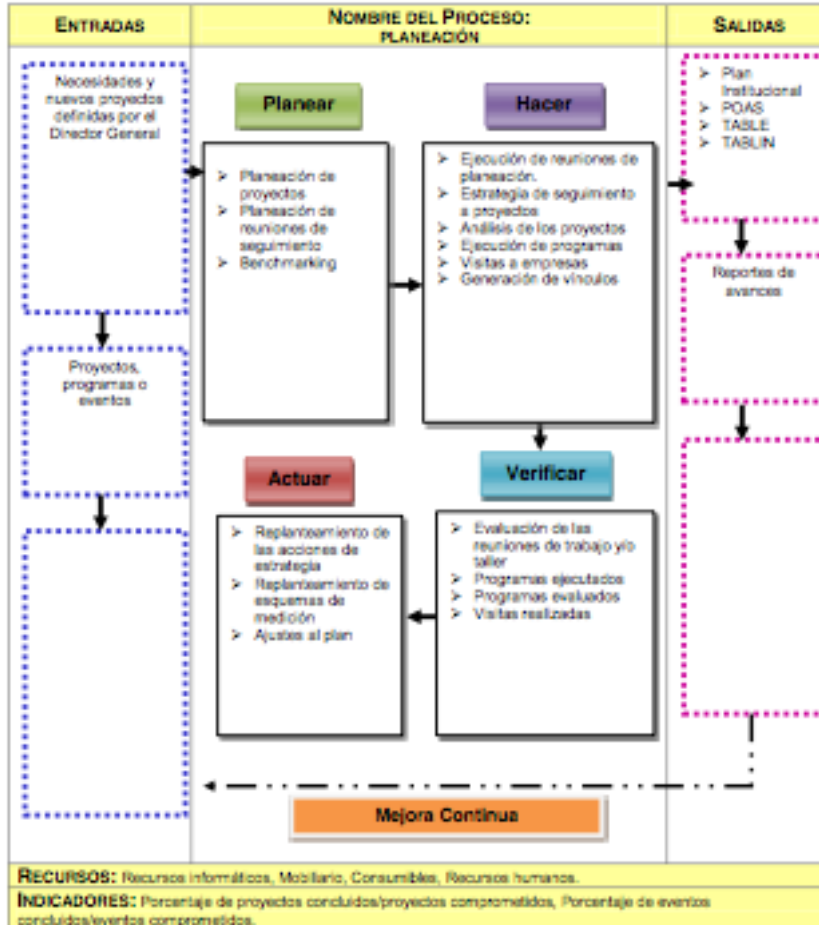 ENTRADAS
NOMBRE DEL PROCESO:
PLANEACIÓN
SALIDAS
Necesidades y
nuevos proyectos
definidas por el
Director General
Proyectos,
programas o
eventos
Planear
➤ Planeación de
proyectos
➤ Planeación de
reuniones de
seguimiento
➤ Benchmarking
Hacer
➤ Ejecución de reuniones de
planeación.
➤ Estrategia de seguimiento
a proyectos
➤ Análisis de los proyectos
➤ Ejecución de programas
➤ Visitas a empresas
➤ Generación de vínculos
Actuar
➤ Replanteamiento de
las acciones de
estrategia
➤ Replanteamiento de
esquemas de
medición
➤ Ajustes al plan
Verificar
➤ Evaluación de las
reuniones de trabajo y/o
taller
➤ Programas ejecutados
➤ Programas evaluados
➤ Visitas realizadas
➤ Plan
Institucional
➤ POAS
➤ TABLE
➤ TABLIN
Reportes de
avances
Mejora Continua
RECURSOS: Recursos informáticos, Mobiliario, Consumibles, Recursos humanos.
INDICADORES: Porcentaje de proyectos concluidos/proyectos comprometidos, Porcentaje de eventos
concluidos/eventos comprometidos.